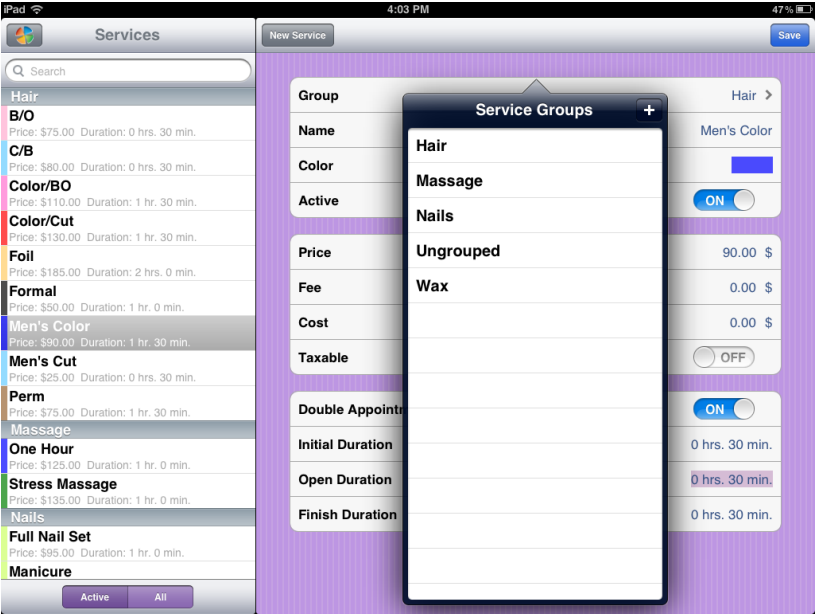 iPad 4:03 PM 47%
Services
New Service
Save
Search
Hair
B/O
Price: $75.00 Duration: 0 hrs. 30 min.
C/B
Price: $80.00 Duration: 0 hrs. 30 min.
Color/BO
Price: $110.00 Duration: 1 hr. 30 min.
Color/Cut
Price: $130.00 Duration: 1 hr. 30 min.
Foil
Price: $185.00 Duration: 2 hrs. 0 min.
Formal
Price: $50.00 Duration: 1 hr. 0 min.
Men's Color
Price: $90.00 Duration: 1 hr. 30 min.
Men's Cut
Price: $25.00 Duration: 0 hrs. 30 min.
Perm
Price: $75.00 Duration: 1 hr. 30 min.
Massage
One Hour
Price: $125.00 Duration: 1 hr. 0 min.
Stress Massage
Price: $135.00 Duration: 1 hr. 0 min.
Nails
Full Nail Set
Price: $95.00 Duration: 1 hr. 0 min.
Manicure
Active All
Group Hair
Name Men's Color
Color
Active ON
Price 90.00 $
Fee 0.00 $
Cost 0.00 $
Taxable OFF
Double Appointr ON
Initial Duration 0 hrs. 30 min.
Open Duration 0 hrs. 30 min.
Finish Duration 0 hrs. 30 min.
Service Groups +
Hair
Massage
Nails
Ungrouped
Wax